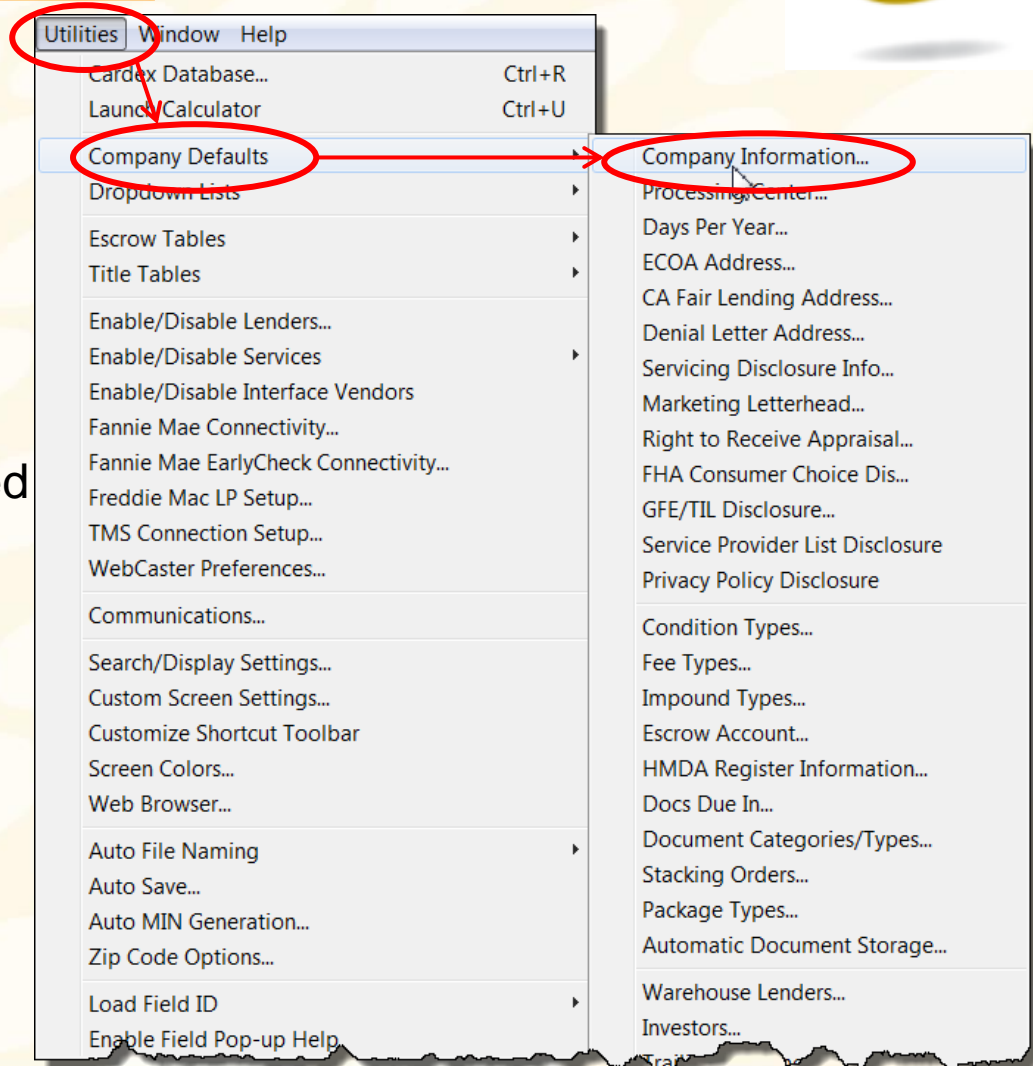 Utilities Window Help
Cardex Database... Ctrl+R
Launch Calculator Ctrl+U
Company Defaults
Dropdown Lists
Escrow Tables
Title Tables
Enable/Disable Lenders...
Enable/Disable Services
Enable/Disable Interface Vendors
Fannie Mae Connectivity...
Fannie Mae EarlyCheck Connectivity...
Freddie Mac LP Setup...
TMS Connection Setup...
WebCaster Preferences...
Communications...
Search/Display Settings...
Custom Screen Settings...
Customize Shortcut Toolbar
Screen Colors...
Web Browser...
Auto File Naming
Auto Save...
Auto MIN Generation...
Zip Code Options...
Load Field ID
Enable Field Pop-up Help
Company Information...
Processing Center...
Days Per Year...
ECOA Address...
CA Fair Lending Address...
Denial Letter Address...
Servicing Disclosure Info...
Marketing Letterhead...
Right to Receive Appraisal...
FHA Consumer Choice Dis...
GFE/TIL Disclosure...
Service Provider List Disclosure
Privacy Policy Disclosure
Condition Types...
Fee Types...
Impound Types...
Escrow Account...
HMDA Register Information...
Docs Due In...
Document Categories/Types...
Stacking Orders...
Package Types...
Automatic Document Storage...
Warehouse Lenders...
Investors...